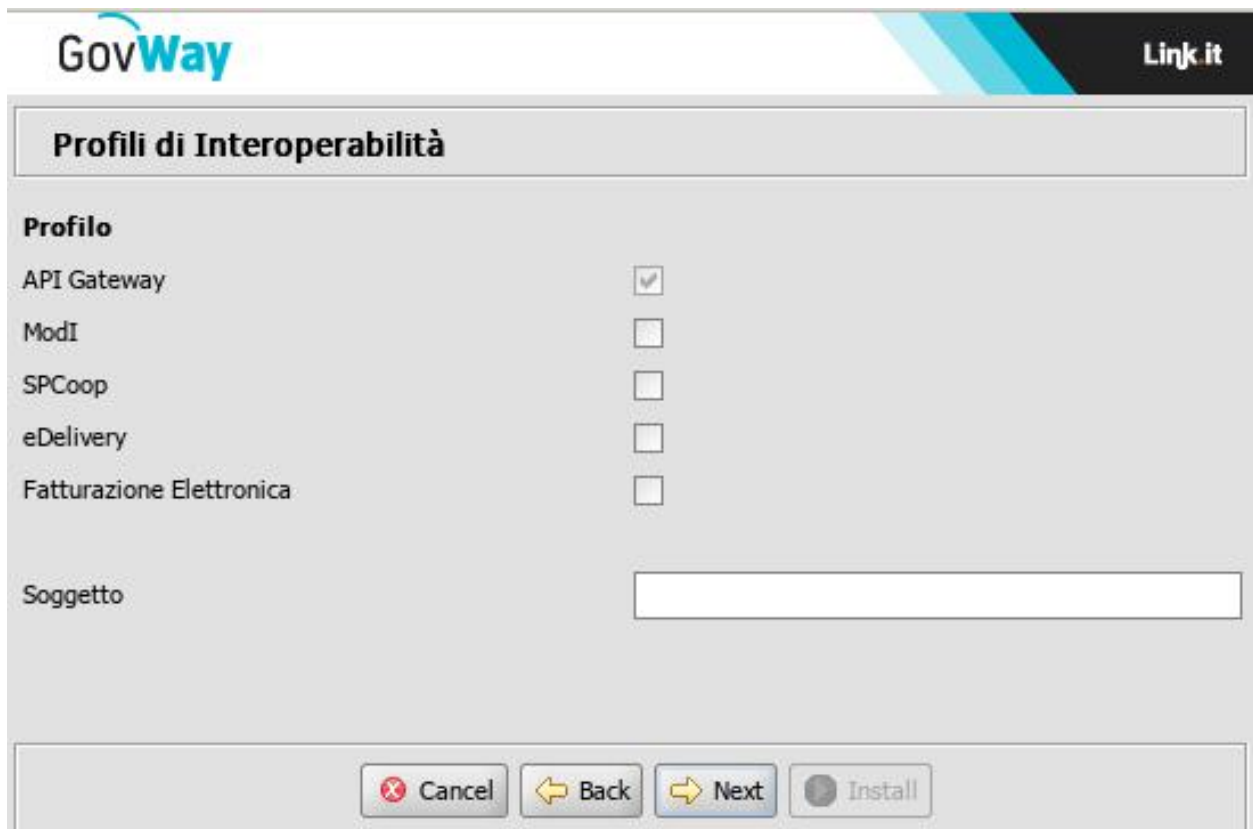 GovWay
Link.it
Profili di Interoperabilità
Profilo
API Gateway
ModI
SPCoop
eDelivery
Fatturazione Elettronica
Soggetto
Cancel Back Next Install